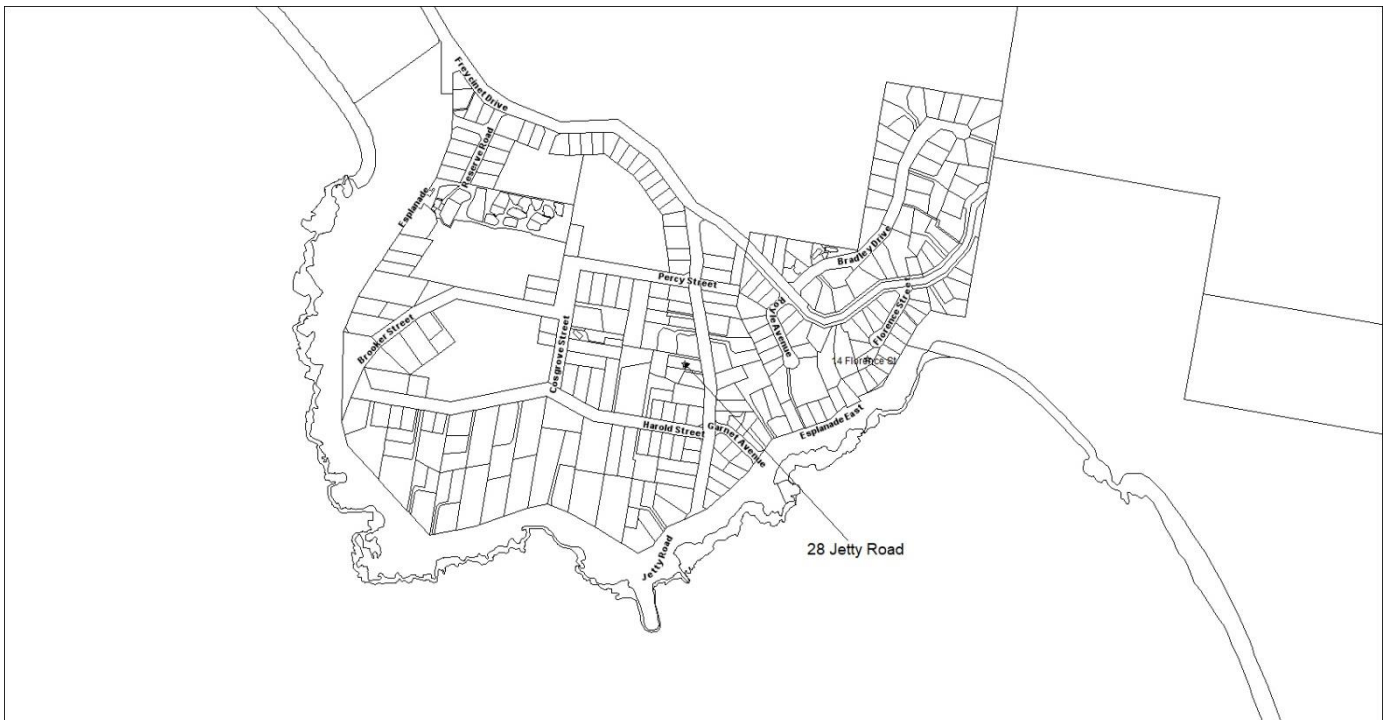 Freycinet Drive
Reserve Road
Esplanade
Bradley Drive
Percy Street
Royle Avenue
Florence Street
Brooker Street
Cosgrove Street
14 Florence St
Esplanade East
Harold Street
Garnet Avenue
28 Jetty Road
Jetty Road